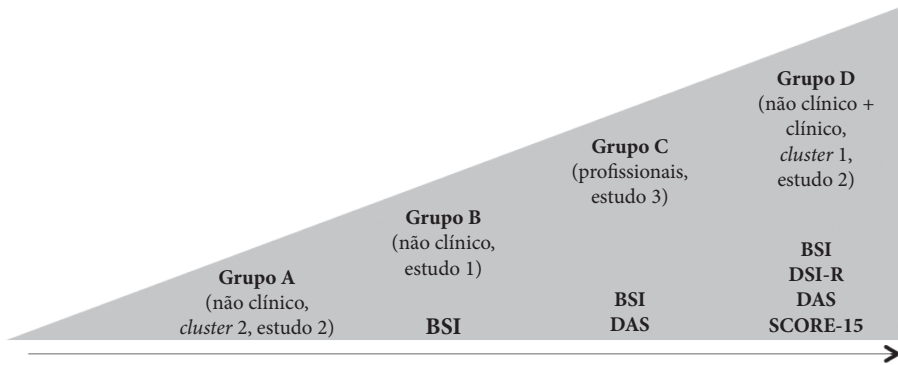 Grupo A
(não clínico,
cluster 2, estudo 2)
Grupo B
(não clínico,
estudo 1)
BSI
Grupo C
(profissionais,
estudo 3)
BSI
DAS
Grupo D
(não clínico +
clínico,
cluster 1,
estudo 2)
BSI
DSI-R
DAS
SCORE-15